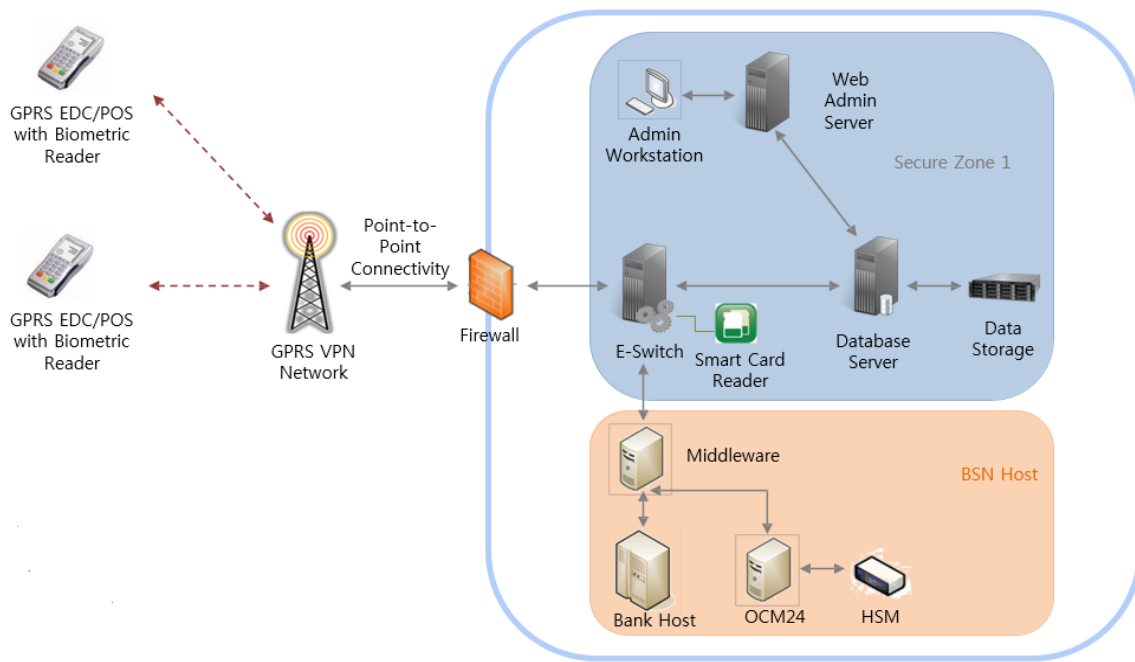 GPRS EDC/POS
with Biometric
Reader
GPRS EDC/POS
with Biometric
Reader
GPRS VPN
Network
Point-to-
Point
Connectivity
Firewall
Admin
Workstation
Web
Admin
Server
Secure Zone 1
E-Switch
Smart Card
Reader
Database
Server
Data
Storage
Middleware
BSN Host
Bank Host
OCM24
HSM